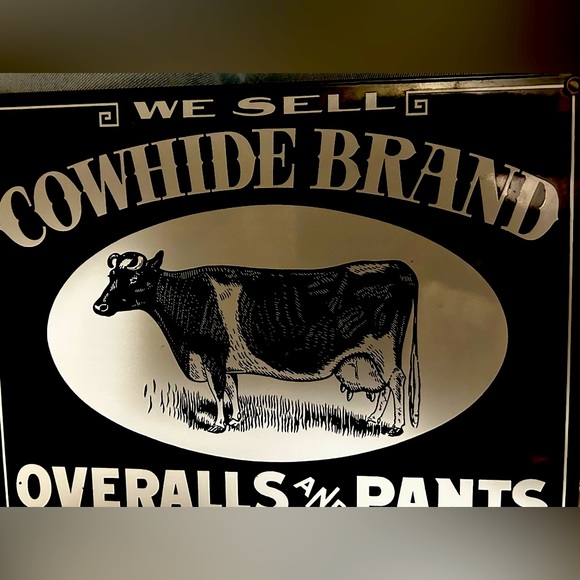 WE SELL
COWHIDE BRAND
OVERALLS AND PANTS